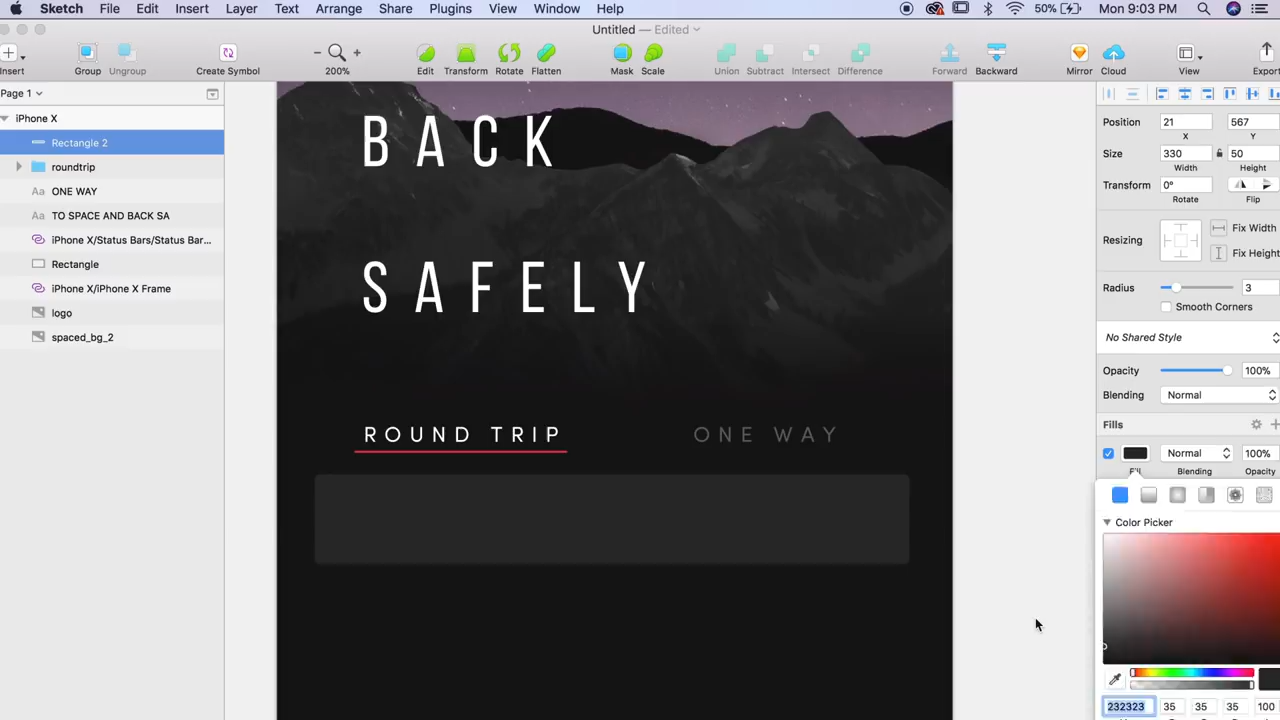 Sketch File Edit Insert Layer Text Arrange Share Plugins View Window Help 50% Mon 9:03 PM
Untitled — Edited
200%
Insert Group Ungroup Create Symbol Edit Transform Rotate Flatten Mask Scale Union Subtract Intersect Difference Forward Backward Mirror Cloud View Export
Page 1
iPhone X
Rectangle 2
roundtrip
Aa ONE WAY
Aa TO SPACE AND BACK SA
iPhone X/Status Bars/Status Bar...
Rectangle
iPhone X/iPhone X Frame
logo
spaced_bg_2
BACK
SAFELY
ROUND TRIP ONE WAY
Position 21 567
X Y
Size 330 50
Width Height
Transform 0°
Rotate Flip
Resizing Fix Width
Fix Height
Radius 3
Smooth Corners
No Shared Style
Opacity 100%
Blending Normal
Fills
Normal 100%
Fill Blending Opacity
Color Picker
232323 35 35 35 100